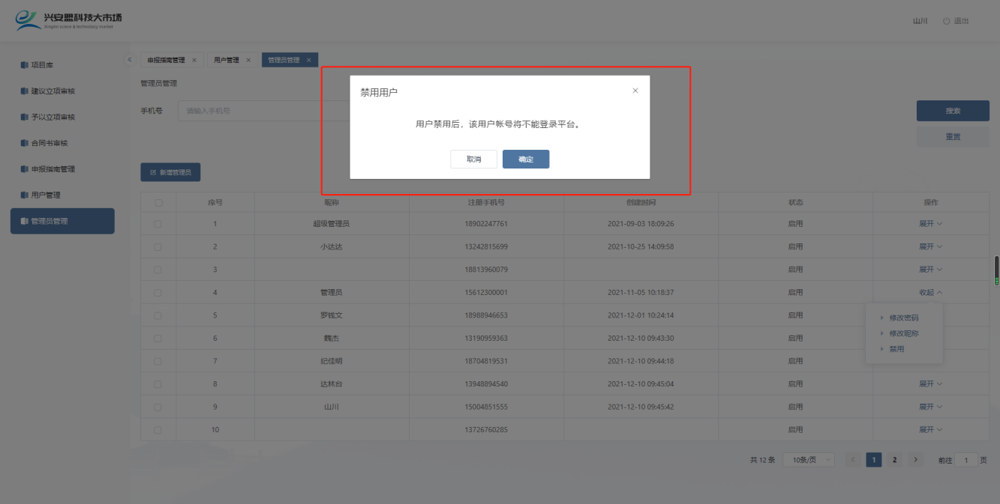 兴安盟科技大市场
山川 退出
项目库
建议立项审核
予以立项审核
合同书审核
申报指南管理
用户管理
管理员管理
申报指南管理 × 用户管理 × 管理员管理 ×
管理员管理
手机号 请输入手机号
搜索
重置
新增管理员
禁用用户 ×
用户禁用后，该用户帐号将不能登录平台。
取消 确定
序号 昵称 注册手机号 创建时间 状态 操作
1 超级管理员 18902247761 2021-09-03 18:09:26 启用 展开
2 小达达 13242815699 2021-10-25 14:09:58 启用 展开
3 18813960079 启用 展开
4 管理员 15612300001 2021-11-05 10:18:37 启用 收起
5 罗钱文 18988946653 2021-12-01 10:24:14 启用
6 魏杰 13190959363 2021-12-10 09:43:30 启用
7 纪佳明 18704819531 2021-12-10 09:44:18 启用
修改密码
修改昵称
禁用
8 达林台 13948894540 2021-12-10 09:45:04 启用 展开
9 山川 15004851555 2021-12-10 09:45:42 启用 展开
10 13726760285 启用 展开
共 12 条 10条/页 < 1 2 > 前往 1 页